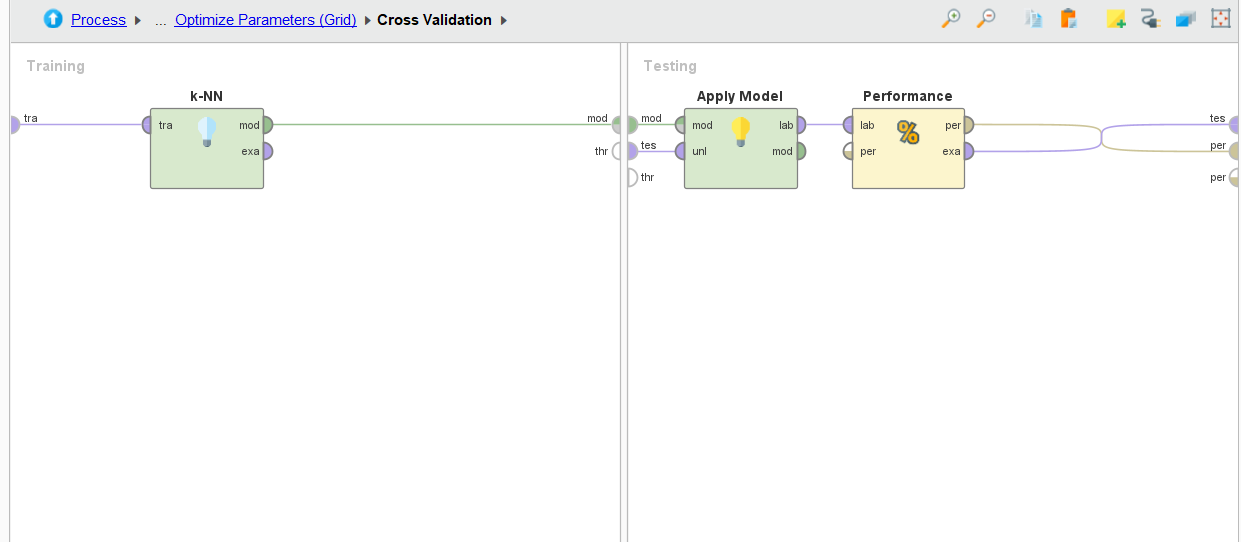 Process ... Optimize Parameters (Grid) Cross Validation
Training
Testing
k-NN
Apply Model
Performance
tra
tra
mod
mod
mod
mod
lab
lab
per
tes
exa
thr
tes
unl
mod
per
exa
per
thr
per